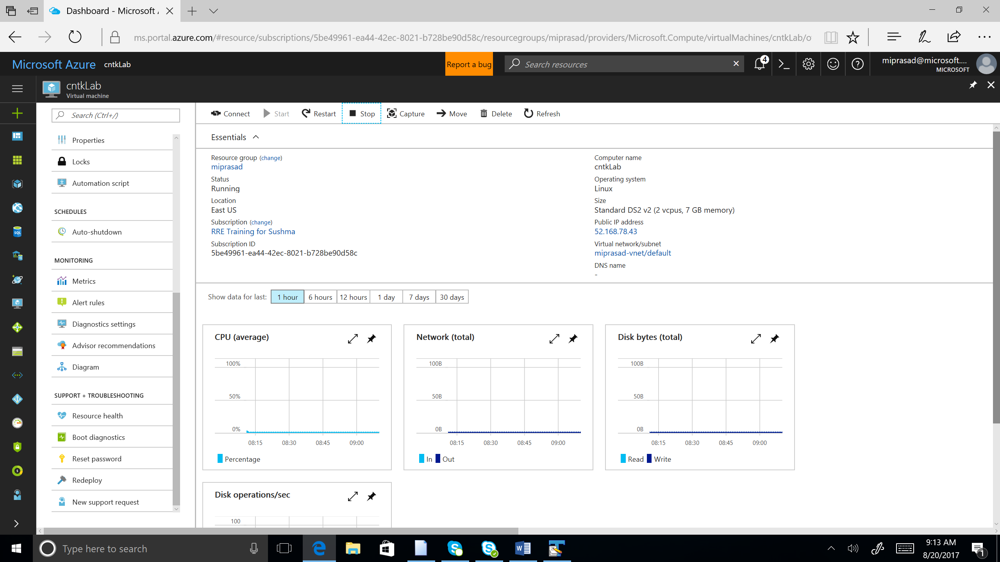 Dashboard - Microsoft A
ms.portal.azure.com/#resource/subscriptions/5be49961-ea44-42ec-8021-b728be90d58c/resourcegroups/miprasad/providers/Microsoft.Compute/virtualMachines/cntkLab/o
Microsoft Azure cntkLab
Report a bug
Search resources
4
miprasad@microsoft....
MICROSOFT
cntkLab
Virtual machine
Search (Ctrl+/)
Properties
Locks
Automation script
SCHEDULES
Auto-shutdown
MONITORING
Metrics
Alert rules
Diagnostics settings
Advisor recommendations
Diagram
SUPPORT + TROUBLESHOOTING
Resource health
Boot diagnostics
Reset password
Redeploy
New support request
Connect Start Restart Stop Capture Move Delete Refresh
Essentials
Resource group (change)
miprasad
Status
Running
Location
East US
Subscription (change)
RRE Training for Sushma
Subscription ID
5be49961-ea44-42ec-8021-b728be90d58c
Computer name
cntkLab
Operating system
Linux
Size
Standard DS2 v2 (2 vcpus, 7 GB memory)
Public IP address
52.168.78.43
Virtual network/subnet
miprasad-vnet/default
DNS name
-
Show data for last: 1 hour 6 hours 12 hours 1 day 7 days 30 days
CPU (average)
100%
50%
0%
08:15 08:30 08:45 09:00
Percentage
Network (total)
100B
50B
0B
08:15 08:30 08:45 09:00
In Out
Disk bytes (total)
100B
50B
0B
08:15 08:30 08:45 09:00
Read Write
Disk operations/sec
100
SQL
Type here to search
9:13 AM
8/20/2017
1